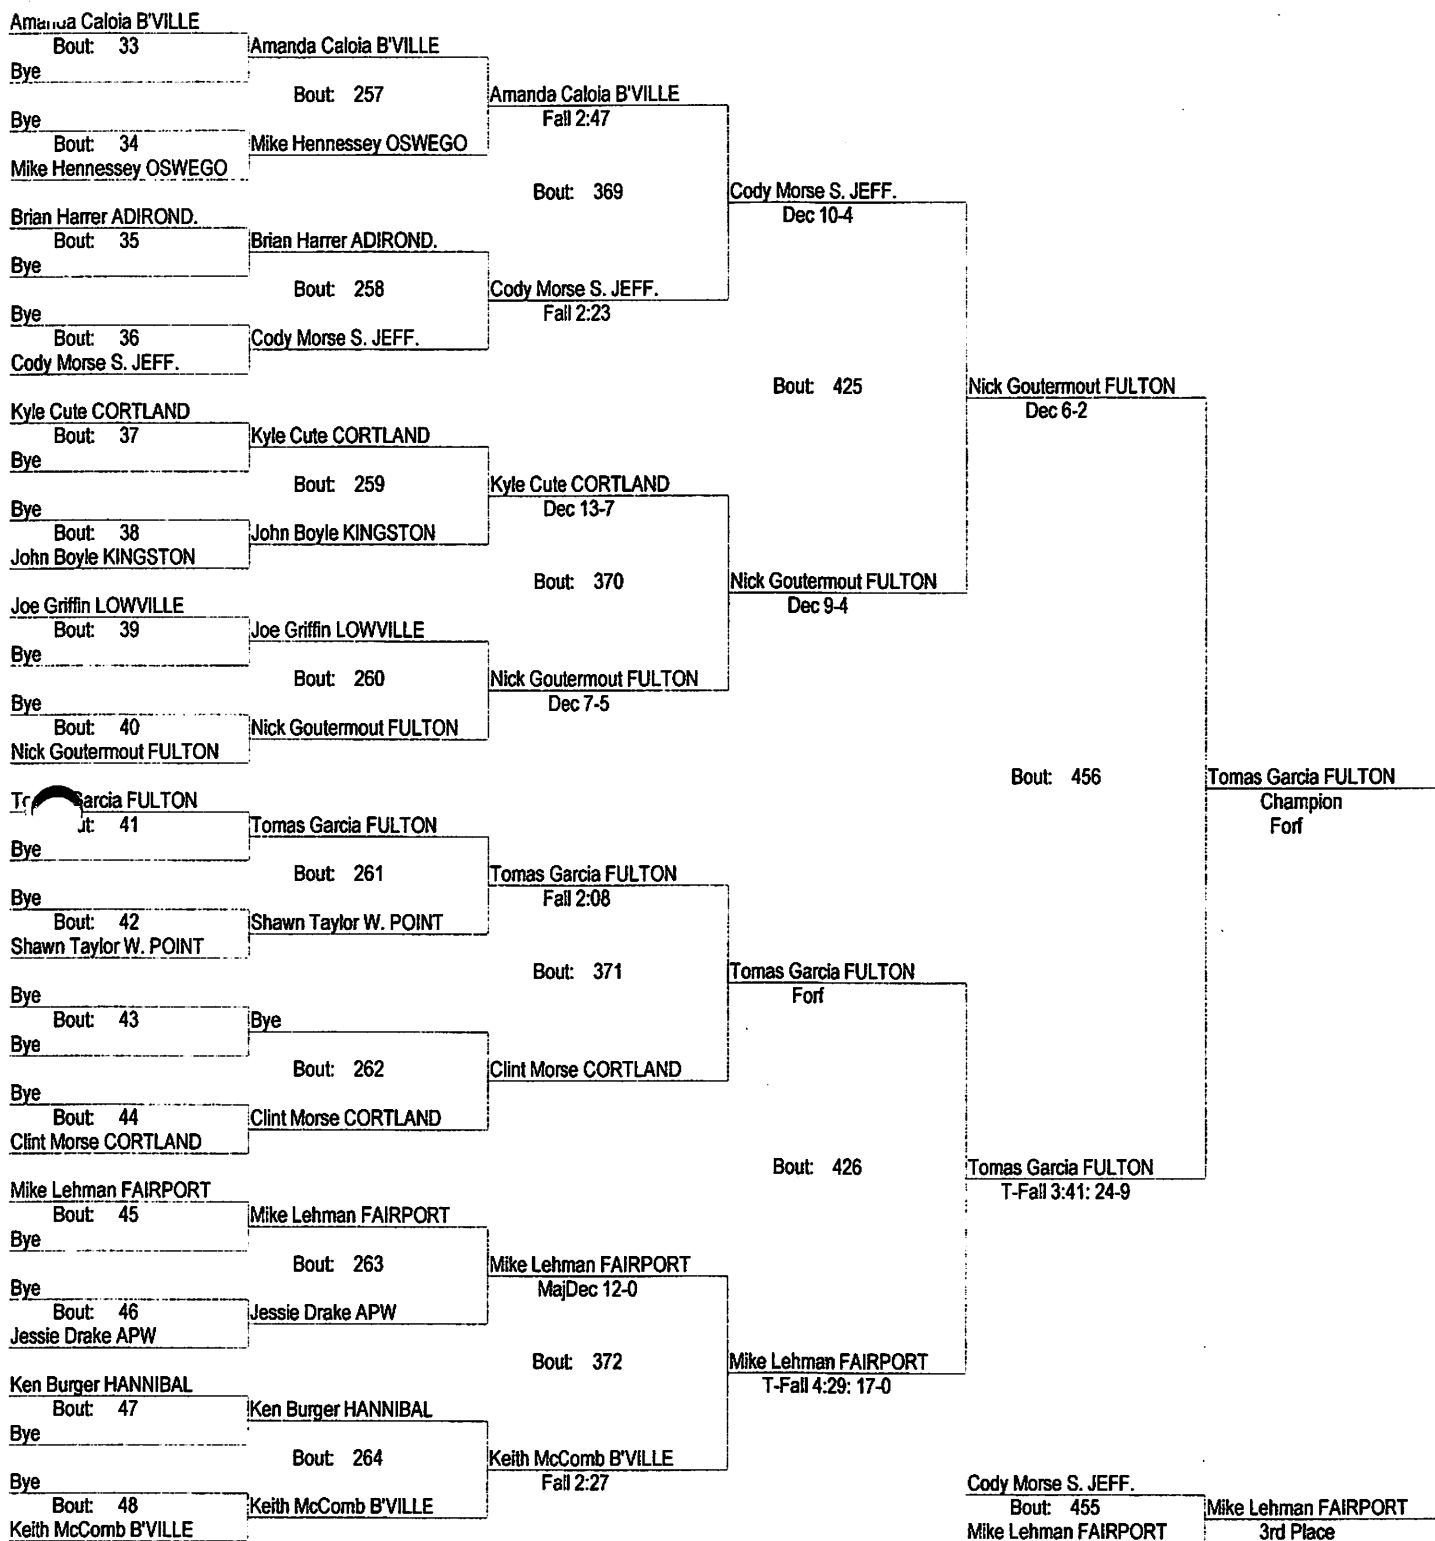 Amanda Caloia B'VILLE
Bout: 33
Bye
Amanda Caloia B'VILLE
Bout: 257
Bye
Bout: 34
Mike Hennessey OSWEGO
Mike Hennessey OSWEGO
Amanda Caloia B'VILLE
Fall 2:47
Bout: 369
Brian Harrer ADIROND.
Bout: 35
Bye
Brian Harrer ADIROND.
Bout: 258
Bye
Bout: 36
Cody Morse S. JEFF.
Cody Morse S. JEFF.
Cody Morse S. JEFF.
Fall 2:23
Cody Morse S. JEFF.
Dec 10-4
Bout: 425
Kyle Cute CORTLAND
Bout: 37
Bye
Kyle Cute CORTLAND
Bout: 259
Bye
Bout: 38
John Boyle KINGSTON
John Boyle KINGSTON
Kyle Cute CORTLAND
Dec 13-7
Bout: 370
Joe Griffin LOWVILLE
Bout: 39
Bye
Joe Griffin LOWVILLE
Bout: 260
Bye
Bout: 40
Nick Goutermout FULTON
Nick Goutermout FULTON
Nick Goutermout FULTON
Dec 7-5
Nick Goutermout FULTON
Dec 9-4
Nick Goutermout FULTON
Dec 6-2
Bout: 456
Tomas Garcia FULTON
Champion
Forf
Garcia FULTON
41
Bye
Tomas Garcia FULTON
Bout: 261
Bye
Bout: 42
Shawn Taylor W. POINT
Shawn Taylor W. POINT
Tomas Garcia FULTON
Fall 2:08
Bout: 371
Bye
Bout: 43
Bye
Bye
Bout: 262
Bye
Bout: 44
Clint Morse CORTLAND
Clint Morse CORTLAND
Clint Morse CORTLAND
Tomas Garcia FULTON
Forf
Bout: 426
Tomas Garcia FULTON
T-Fall 3:41: 24-9
Mike Lehman FAIRPORT
Bout: 45
Bye
Mike Lehman FAIRPORT
Bout: 263
Bye
Bout: 46
Jessie Drake APW
Jessie Drake APW
Mike Lehman FAIRPORT
MajDec 12-0
Bout: 372
Mike Lehman FAIRPORT
T-Fall 4:29: 17-0
Ken Burger HANNIBAL
Bout: 47
Bye
Ken Burger HANNIBAL
Bout: 264
Bye
Bout: 48
Keith McComb B'VILLE
Keith McComb B'VILLE
Keith McComb B'VILLE
Fall 2:27
Cody Morse S. JEFF.
Bout: 455
Mike Lehman FAIRPORT
Mike Lehman FAIRPORT
3rd Place